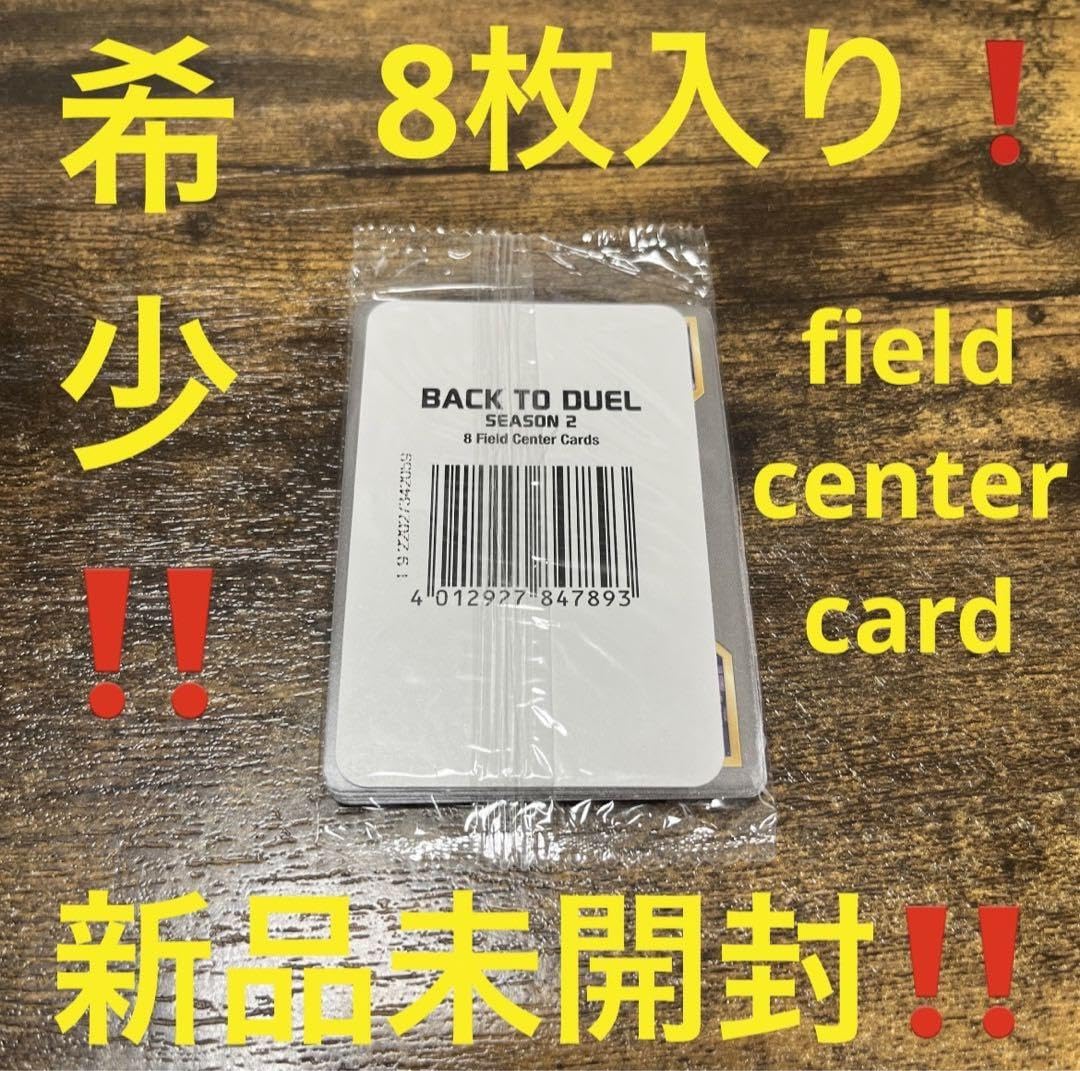 希少‼️
8枚入り❗
field
center
card
BACK TO DUEL
SEASON 2
8 Field Center Cards
4 012927 847893
新品未開封‼️